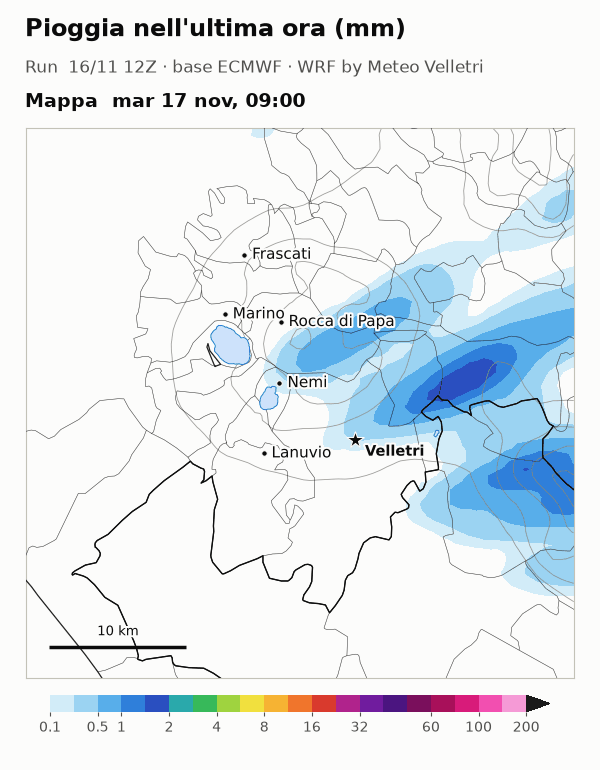 Pioggia nell'ultima ora (mm)
Run  16/11 12Z · base ECMWF · WRF by Meteo Velletri
Mappa  mar 17 nov, 09:00
Frascati
Marino
Rocca di Papa
Nemi
Velletri
Lanuvio
10 km
0.1 0.5 1 2 4 8 16 32 60 100 200